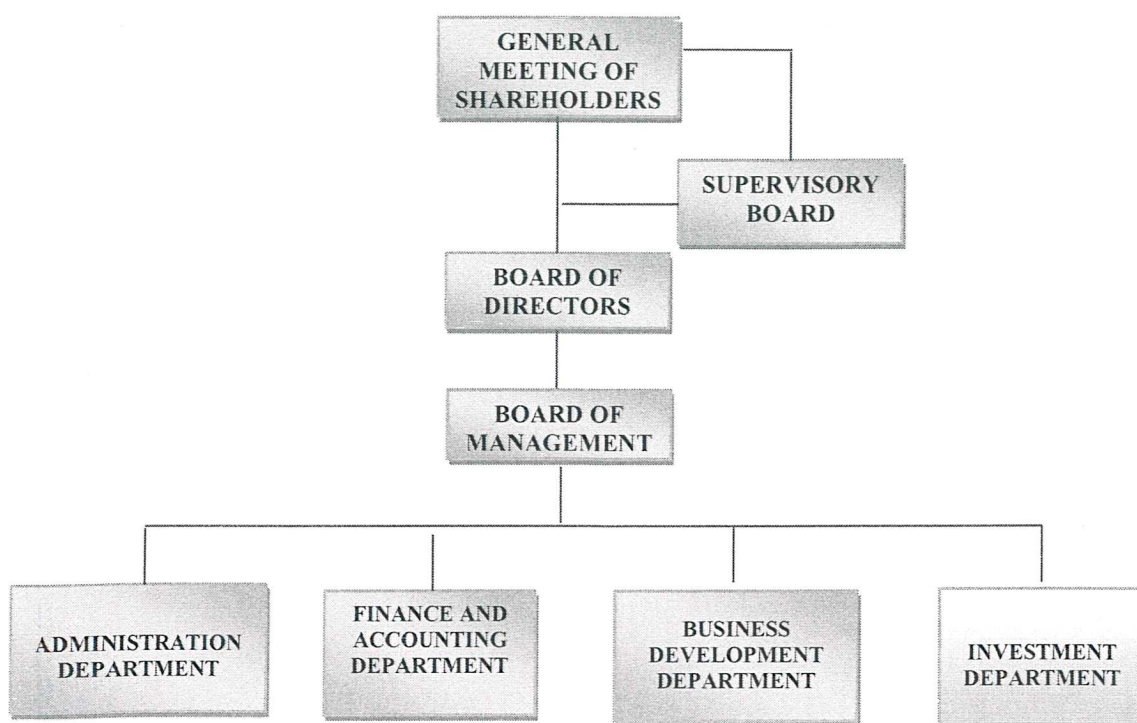 GENERAL
MEETING OF
SHAREHOLDERS
SUPERVISORY
BOARD
BOARD OF
DIRECTORS
BOARD OF
MANAGEMENT
ADMINISTRATION
DEPARTMENT
FINANCE AND
ACCOUNTING
DEPARTMENT
BUSINESS
DEVELOPMENT
DEPARTMENT
INVESTMENT
DEPARTMENT